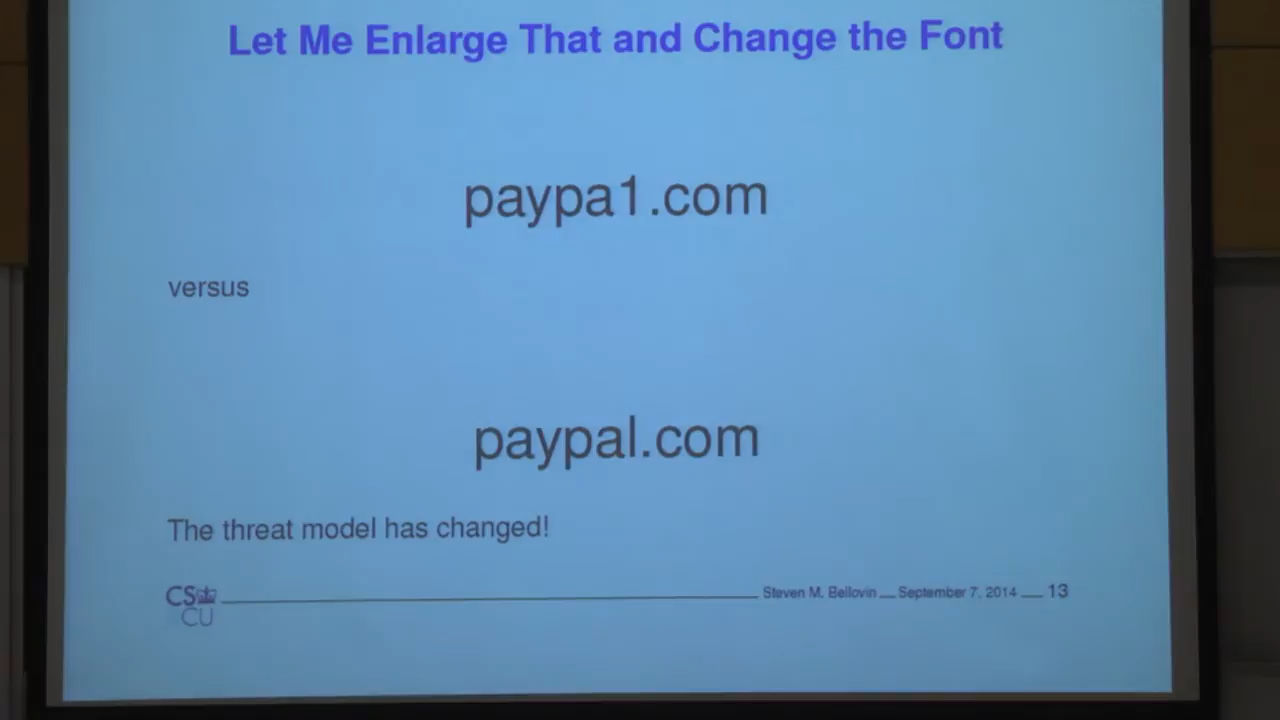 Let Me Enlarge That and Change the Font
paypa1.com
versus
paypal.com
The threat model has changed!
CS
CU
Steven M. Bellovin __ September 7, 2014 __ 13